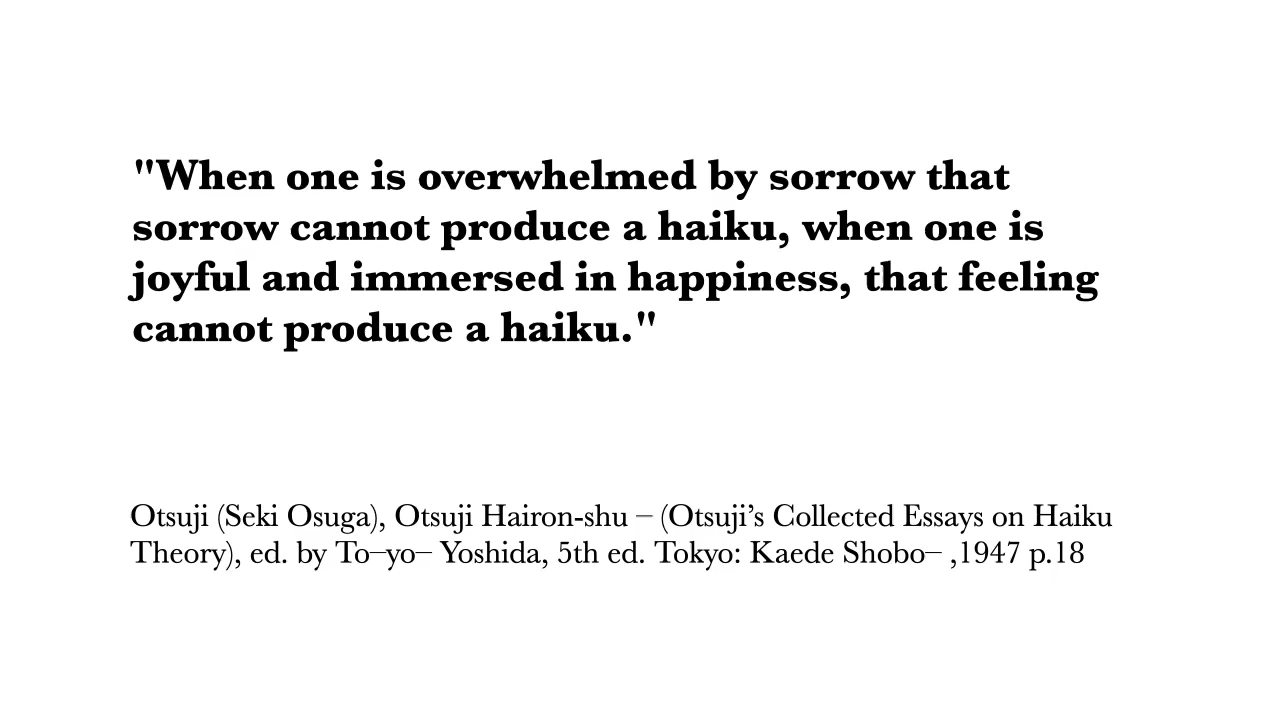 "When one is overwhelmed by sorrow that
sorrow cannot produce a haiku, when one is
joyful and immersed in happiness, that feeling
cannot produce a haiku."
Otsuji (Seki Osuga), Otsuji Hairon-shu – (Otsuji’s Collected Essays on Haiku
Theory), ed. by To–yo– Yoshida, 5th ed. Tokyo: Kaede Shobo– ,1947 p.18